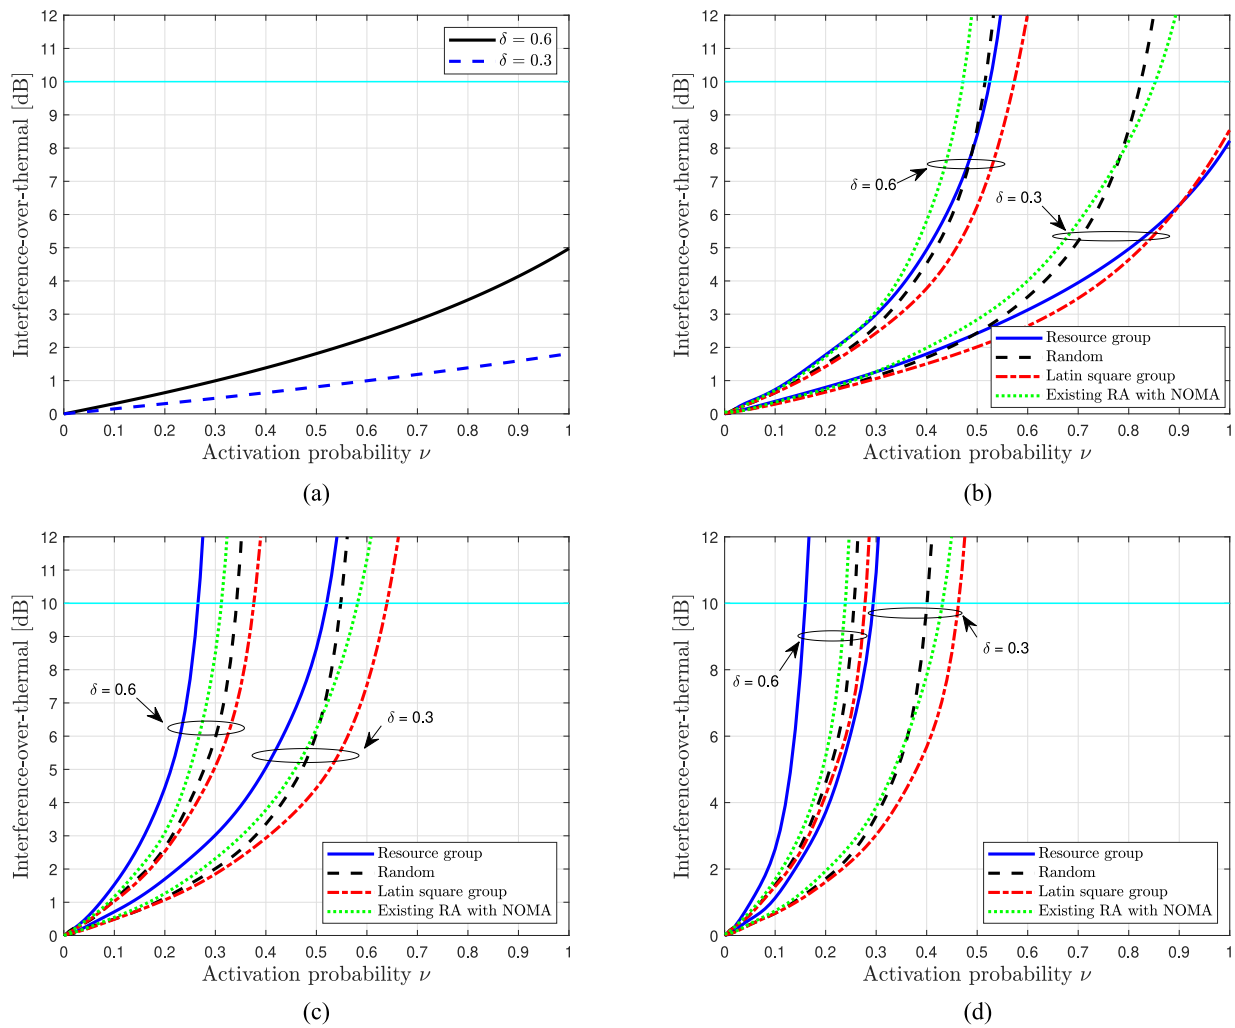 12
11
10
9
8
7
6
5
4
3
2
1
0
Interference-over-thermal [dB]
δ = 0.6
δ = 0.3
0 0.1 0.2 0.3 0.4 0.5 0.6 0.7 0.8 0.9 1
Activation probability ν
(a)
12
11
10
9
8
7
6
5
4
3
2
1
0
Interference-over-thermal [dB]
δ = 0.6
δ = 0.3
Resource group
Random
Latin square group
Existing RA with NOMA
0 0.1 0.2 0.3 0.4 0.5 0.6 0.7 0.8 0.9 1
Activation probability ν
(b)
12
11
10
9
8
7
6
5
4
3
2
1
0
Interference-over-thermal [dB]
δ = 0.6
δ = 0.3
Resource group
Random
Latin square group
Existing RA with NOMA
0 0.1 0.2 0.3 0.4 0.5 0.6 0.7 0.8 0.9 1
Activation probability ν
(c)
12
11
10
9
8
7
6
5
4
3
2
1
0
Interference-over-thermal [dB]
δ = 0.3
δ = 0.6
Resource group
Random
Latin square group
Existing RA with NOMA
0 0.1 0.2 0.3 0.4 0.5 0.6 0.7 0.8 0.9 1
Activation probability ν
(d)